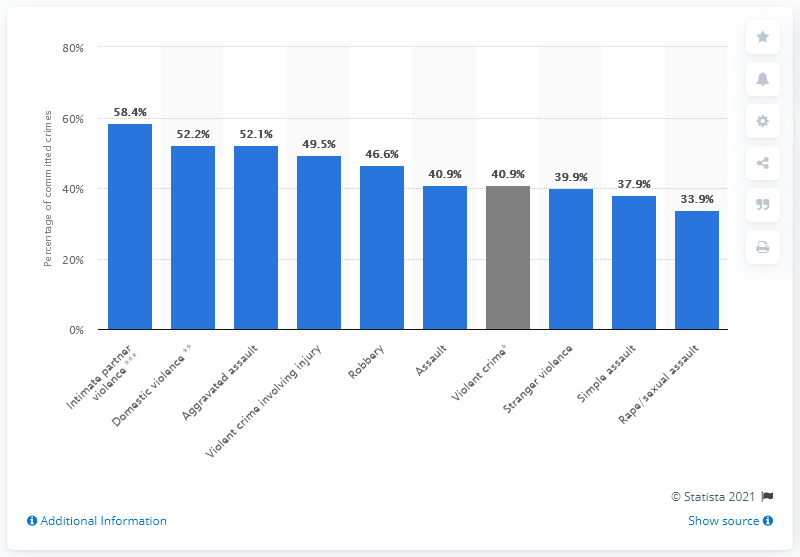 80%
60%
40%
20%
0%
Percentage of committed crimes
58.4%
52.2%
52.1%
49.5%
46.6%
40.9%
40.9%
39.9%
37.9%
33.9%
Intimate partner
violence ***
Domestic violence **
Aggravated assault
Violent crime involving injury
Robbery
Assault
Violent crime*
Stranger violence
Simple assault
Rape/sexual assault
© Statista 2021
Additional Information
Show source